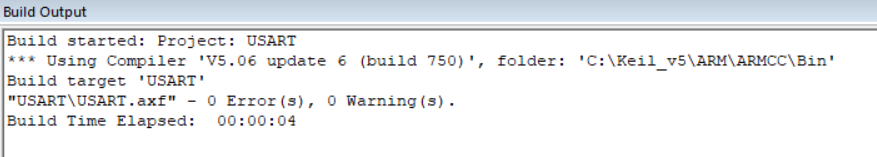 Build Output
Build started: Project: USART
*** Using Compiler 'V5.06 update 6 (build 750)', folder: 'C:\Keil_v5\ARM\ARMCC\Bin'
Build target 'USART'
"USART\USART.axf" - 0 Error(s), 0 Warning(s).
Build Time Elapsed:  00:00:04